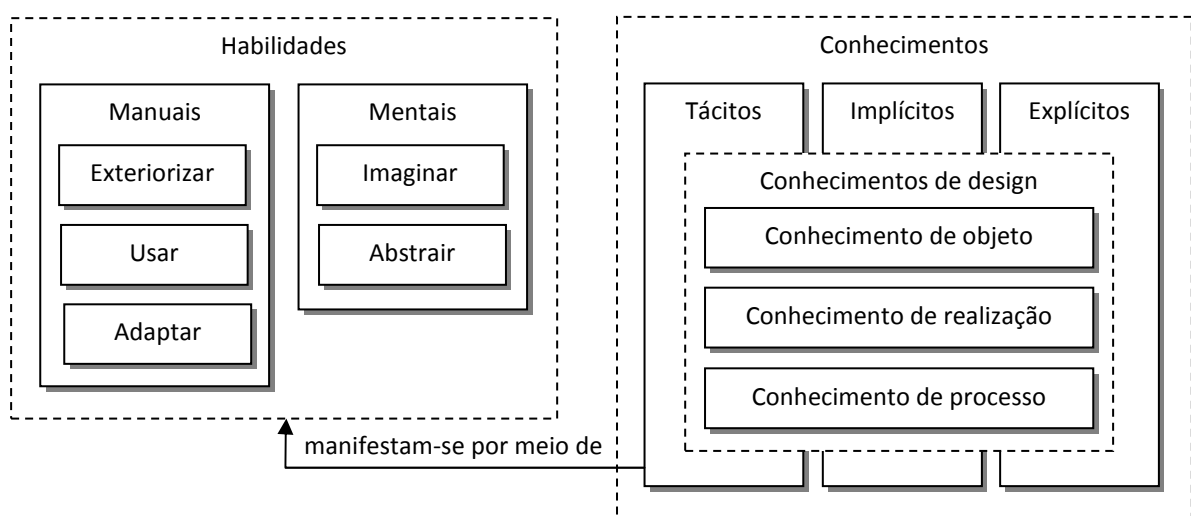 Habilidades
Manuais
Exteriorizar
Usar
Adaptar
Mentais
Imaginar
Abstrair
manifestam-se por meio de
Conhecimentos
Tácitos
Implícitos
Explícitos
Conhecimentos de design
Conhecimento de objeto
Conhecimento de realização
Conhecimento de processo